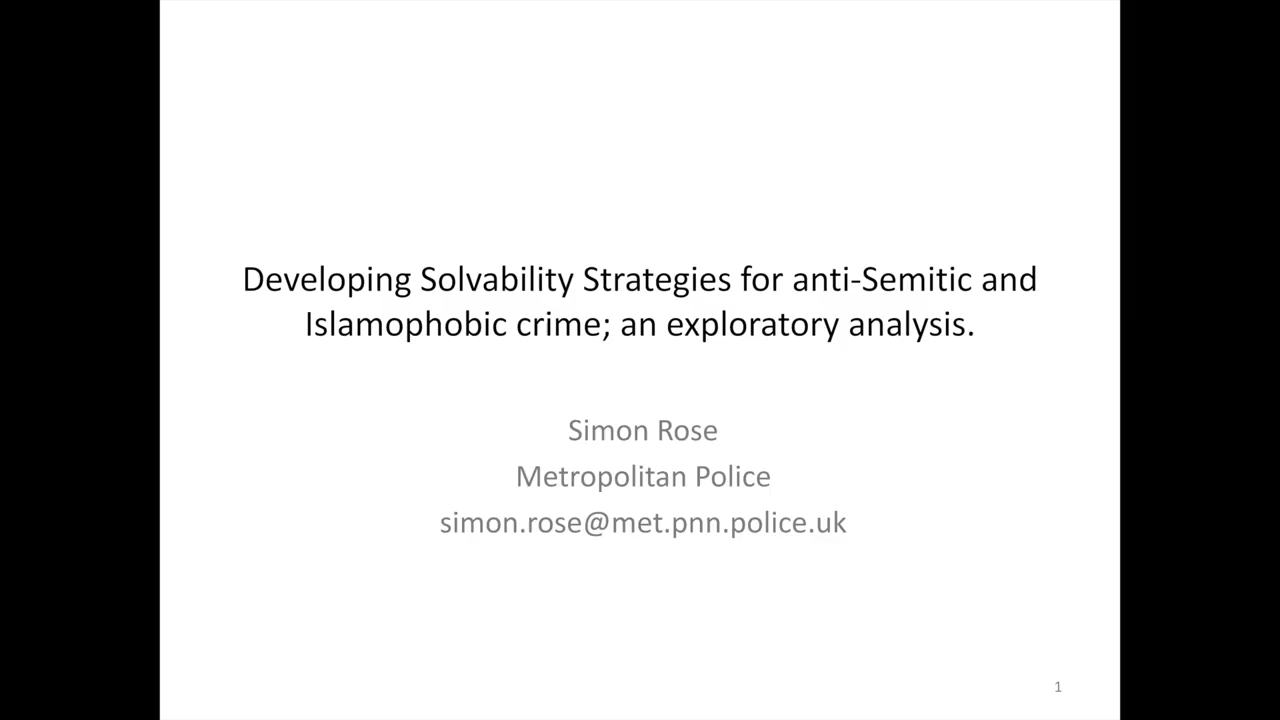 Developing Solvability Strategies for anti-Semitic and
Islamophobic crime; an exploratory analysis.
Simon Rose
Metropolitan Police
simon.rose@met.pnn.police.uk
1